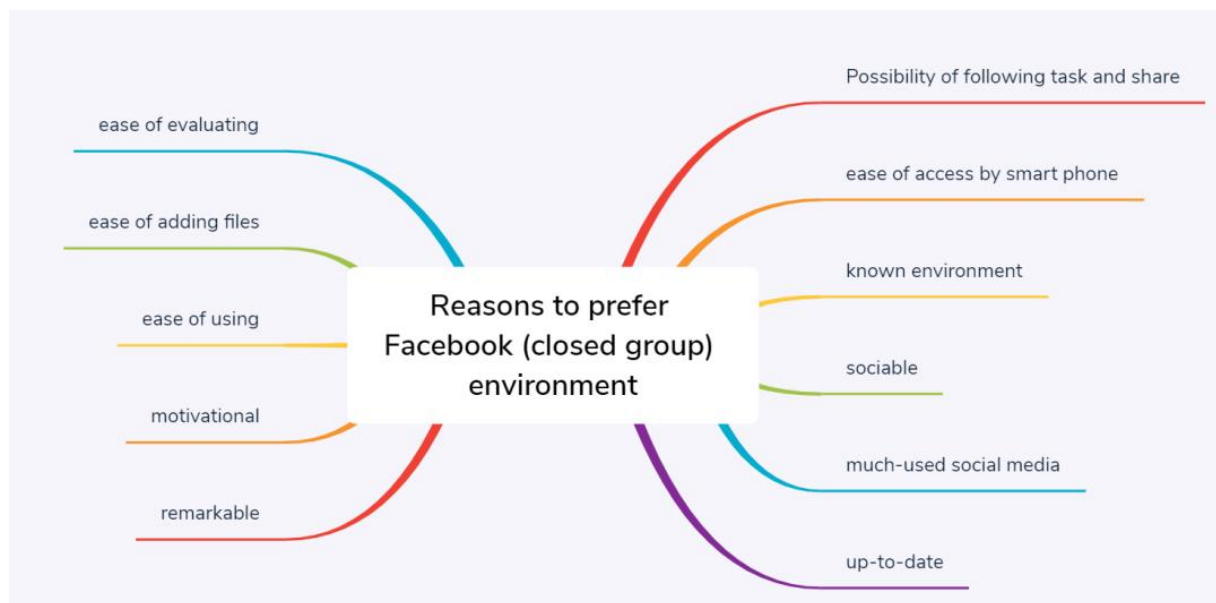 Reasons to prefer
Facebook (closed group)
environment
ease of evaluating
ease of adding files
ease of using
motivational
remarkable
Possibility of following task and share
ease of access by smart phone
known environment
sociable
much-used social media
up-to-date